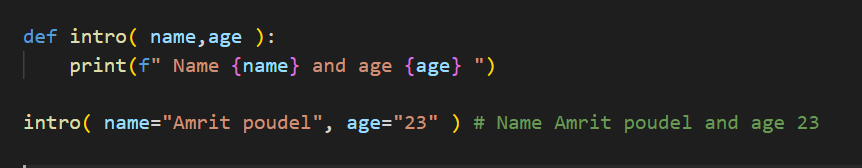 def intro( name,age ):
    print(f" Name {name} and age {age} ")
intro( name="Amrit poudel", age="23" ) # Name Amrit poudel and age 23